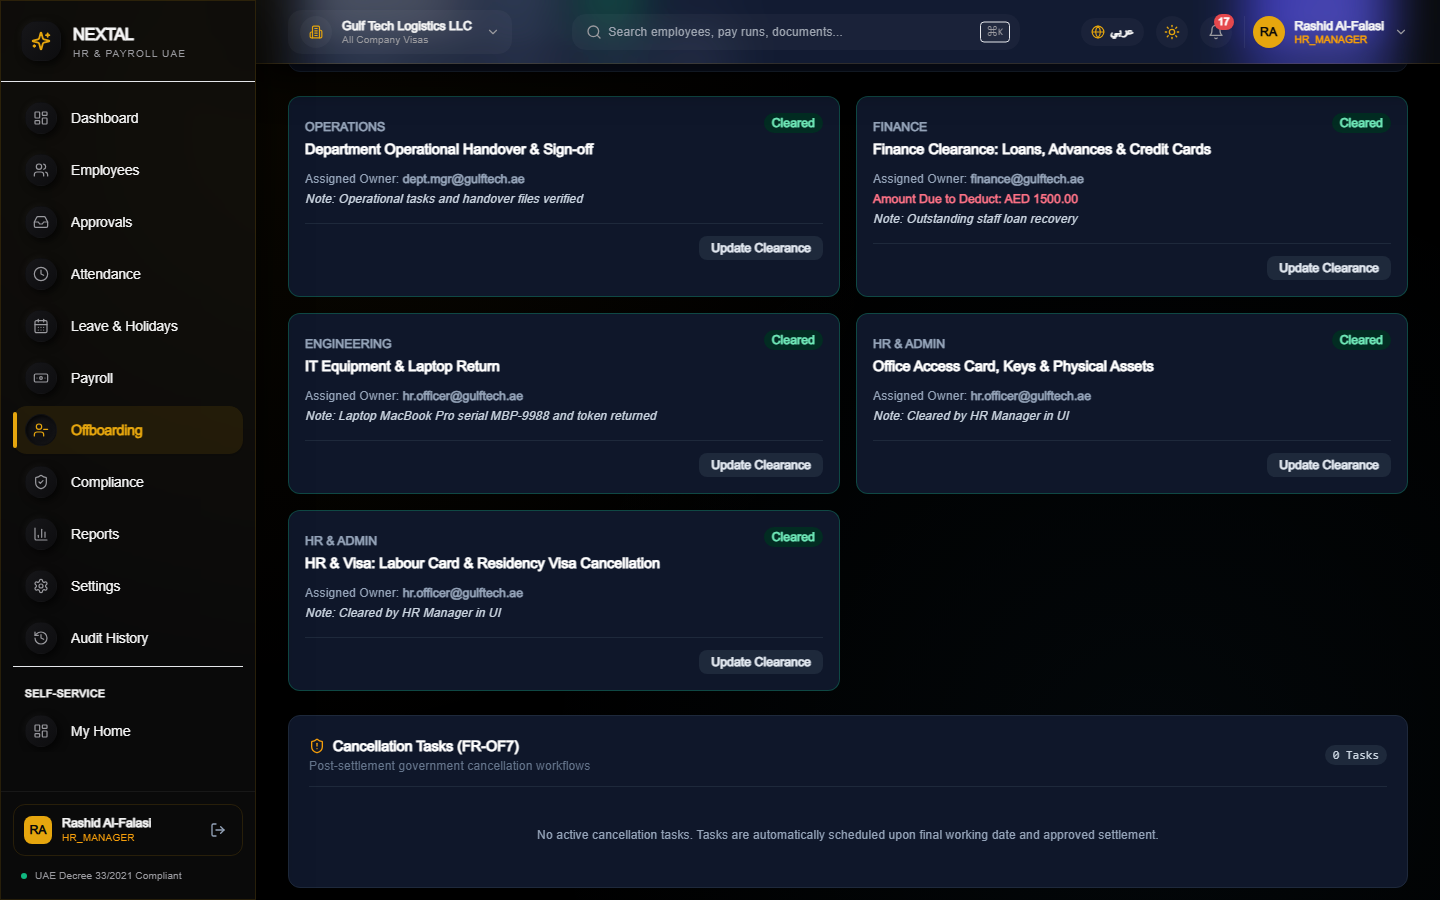 NEXTAL
HR & PAYROLL UAE
Gulf Tech Logistics LLC
All Company Visas
Search employees, pay runs, documents...
⌘K
عربي
17
RA
Rashid Al-Falasi
HR_MANAGER
Dashboard
Employees
Approvals
Attendance
Leave & Holidays
Payroll
Offboarding
Compliance
Reports
Settings
Audit History
SELF-SERVICE
My Home
RA
Rashid Al-Falasi
HR_MANAGER
UAE Decree 33/2021 Compliant
OPERATIONS
Cleared
Department Operational Handover & Sign-off
Assigned Owner: dept.mgr@gulftech.ae
Note: Operational tasks and handover files verified
Update Clearance
FINANCE
Cleared
Finance Clearance: Loans, Advances & Credit Cards
Assigned Owner: finance@gulftech.ae
Amount Due to Deduct: AED 1500.00
Note: Outstanding staff loan recovery
Update Clearance
ENGINEERING
Cleared
IT Equipment & Laptop Return
Assigned Owner: hr.officer@gulftech.ae
Note: Laptop MacBook Pro serial MBP-9988 and token returned
Update Clearance
HR & ADMIN
Cleared
Office Access Card, Keys & Physical Assets
Assigned Owner: hr.officer@gulftech.ae
Note: Cleared by HR Manager in UI
Update Clearance
HR & ADMIN
Cleared
HR & Visa: Labour Card & Residency Visa Cancellation
Assigned Owner: hr.officer@gulftech.ae
Note: Cleared by HR Manager in UI
Update Clearance
Cancellation Tasks (FR-OF7)
Post-settlement government cancellation workflows
0 Tasks
No active cancellation tasks. Tasks are automatically scheduled upon final working date and approved settlement.